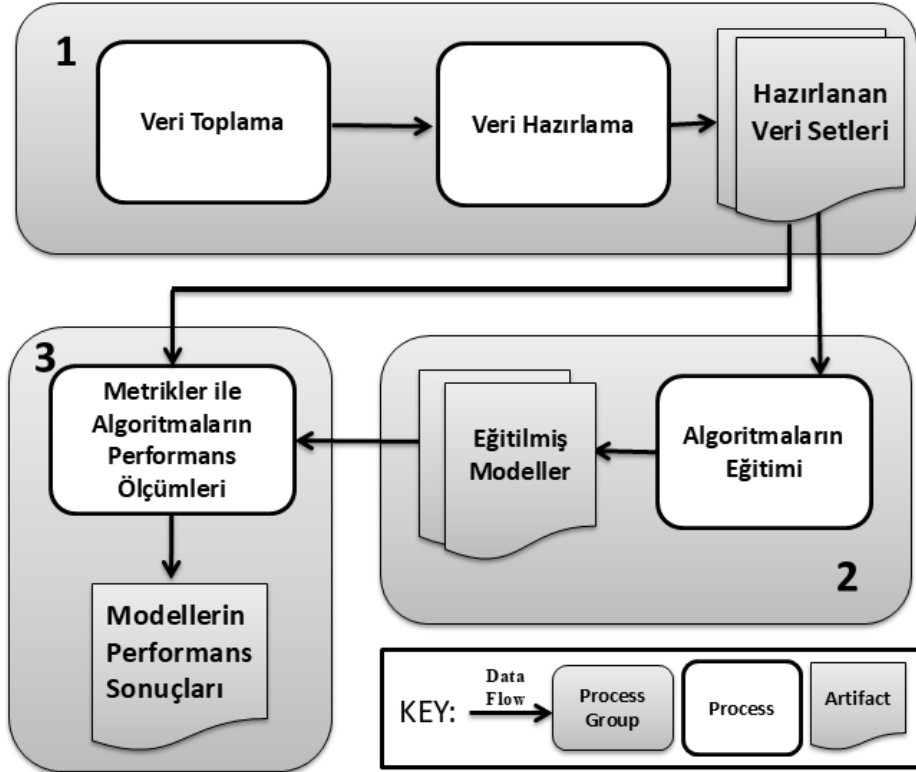 1
Veri Toplama
Veri Hazırlama
Hazırlanan
Veri Setleri
3
Metrikler ile
Algoritmaların
Performans
Ölçümleri
Eğitilmiş
Modeller
Algoritmaların
Eğitimi
2
Modellerin
Performans
Sonuçları
KEY:
Data
Flow
Process
Group
Process
Artifact